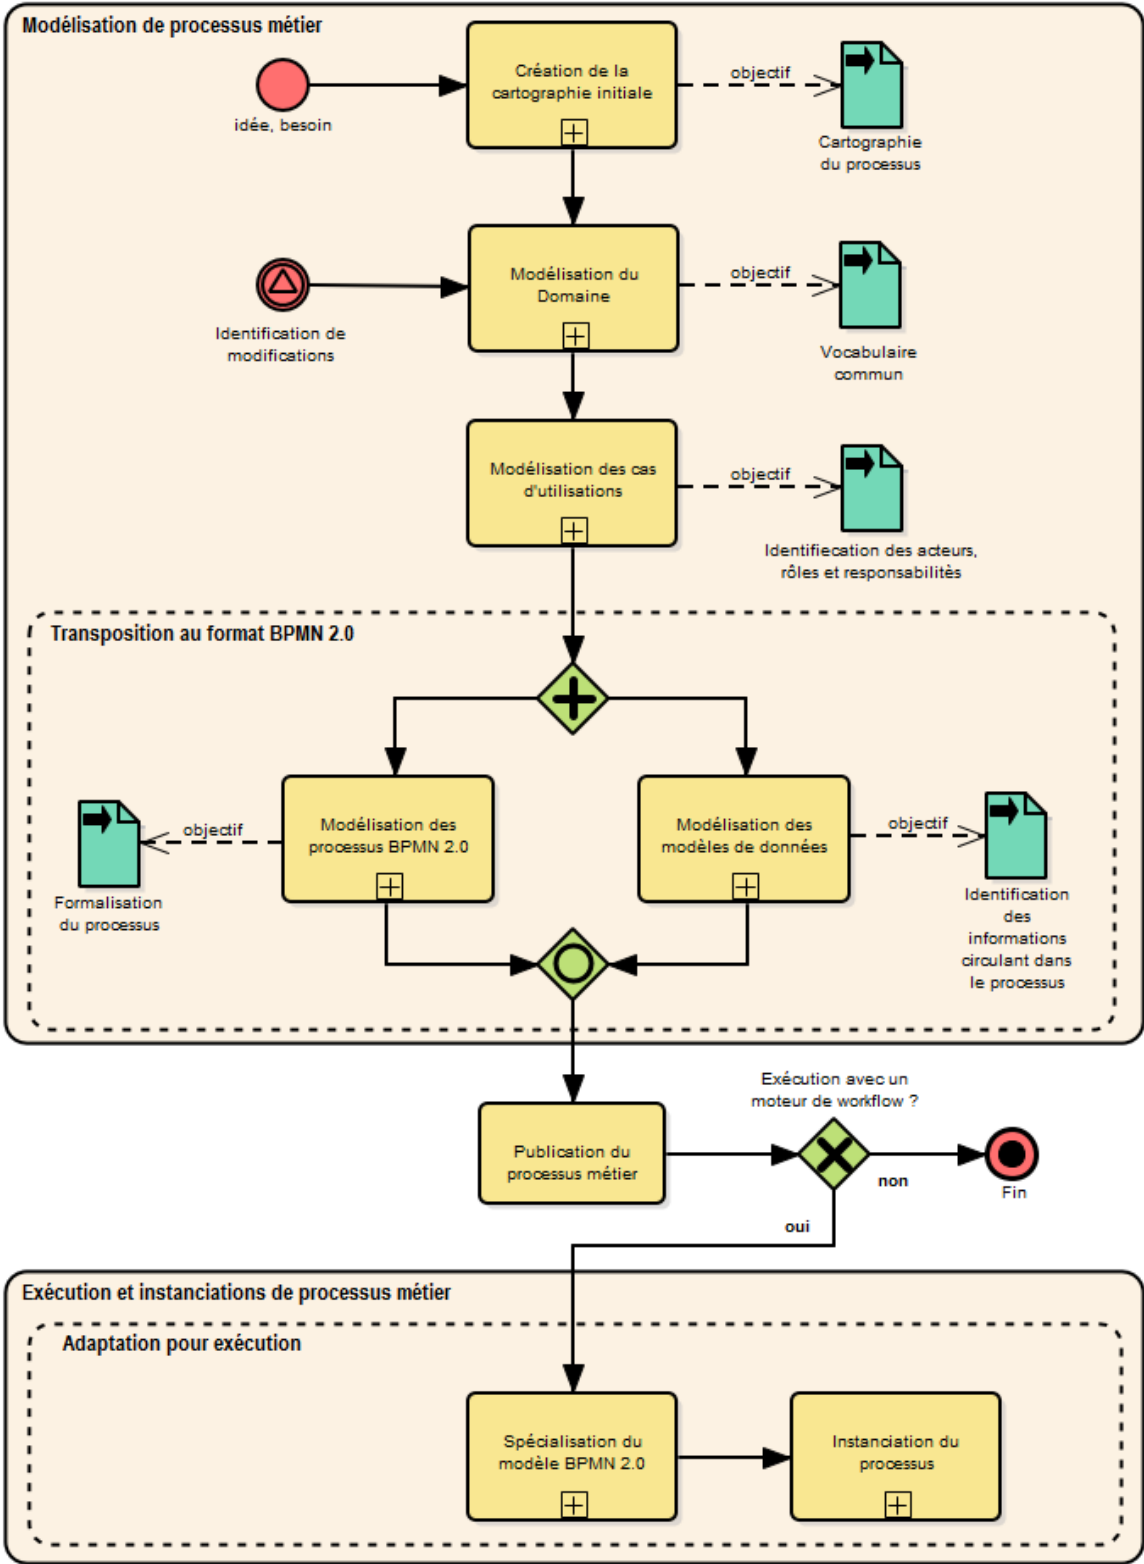 Modélisation de processus métier
Création de la
cartographie initiale
objectif
idée, besoin
Cartographie
du processus
Modélisation du
Domaine
objectif
Identification de
modifications
Vocabulaire
commun
Modélisation des cas
d'utilisations
objectif
Identifiecation des acteurs,
rôles et responsabilitès
Transposition au format BPMN 2.0
Modélisation des
processus BPMN 2.0
objectif
Formalisation
du processus
Modélisation des
modèles de données
objectif
Identification
des
informations
circulant dans
le processus
Exécution avec un
moteur de workflow ?
Publication du
processus métier
non
Fin
oui
Exécution et instanciations de processus métier
Adaptation pour exécution
Spécialisation du
modèle BPMN 2.0
Instanciation du
processus